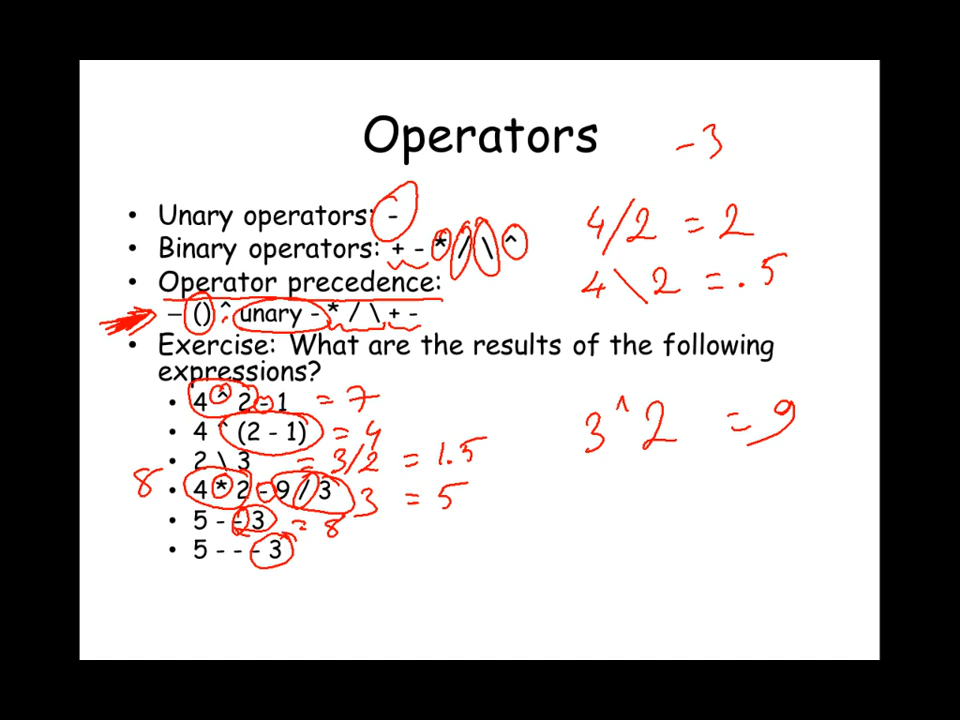 Operators
- 3
• Unary operators: -
4/2 = 2
• Binary operators: + - * / \ ^
4\2 = .5
• Operator precedence:
– () ^ unary - * / \ + -
• Exercise: What are the results of the following
expressions?
• 4 ^ 2 - 1 = 7
• 4 ^ (2 - 1) = 4
3^2 = 9
• 2 \ 3 = 3/2 = 1.5
8 • 4 * 2 - 9 / 3 3 = 5
• 5 - - 3 = 8
• 5 - - - 3